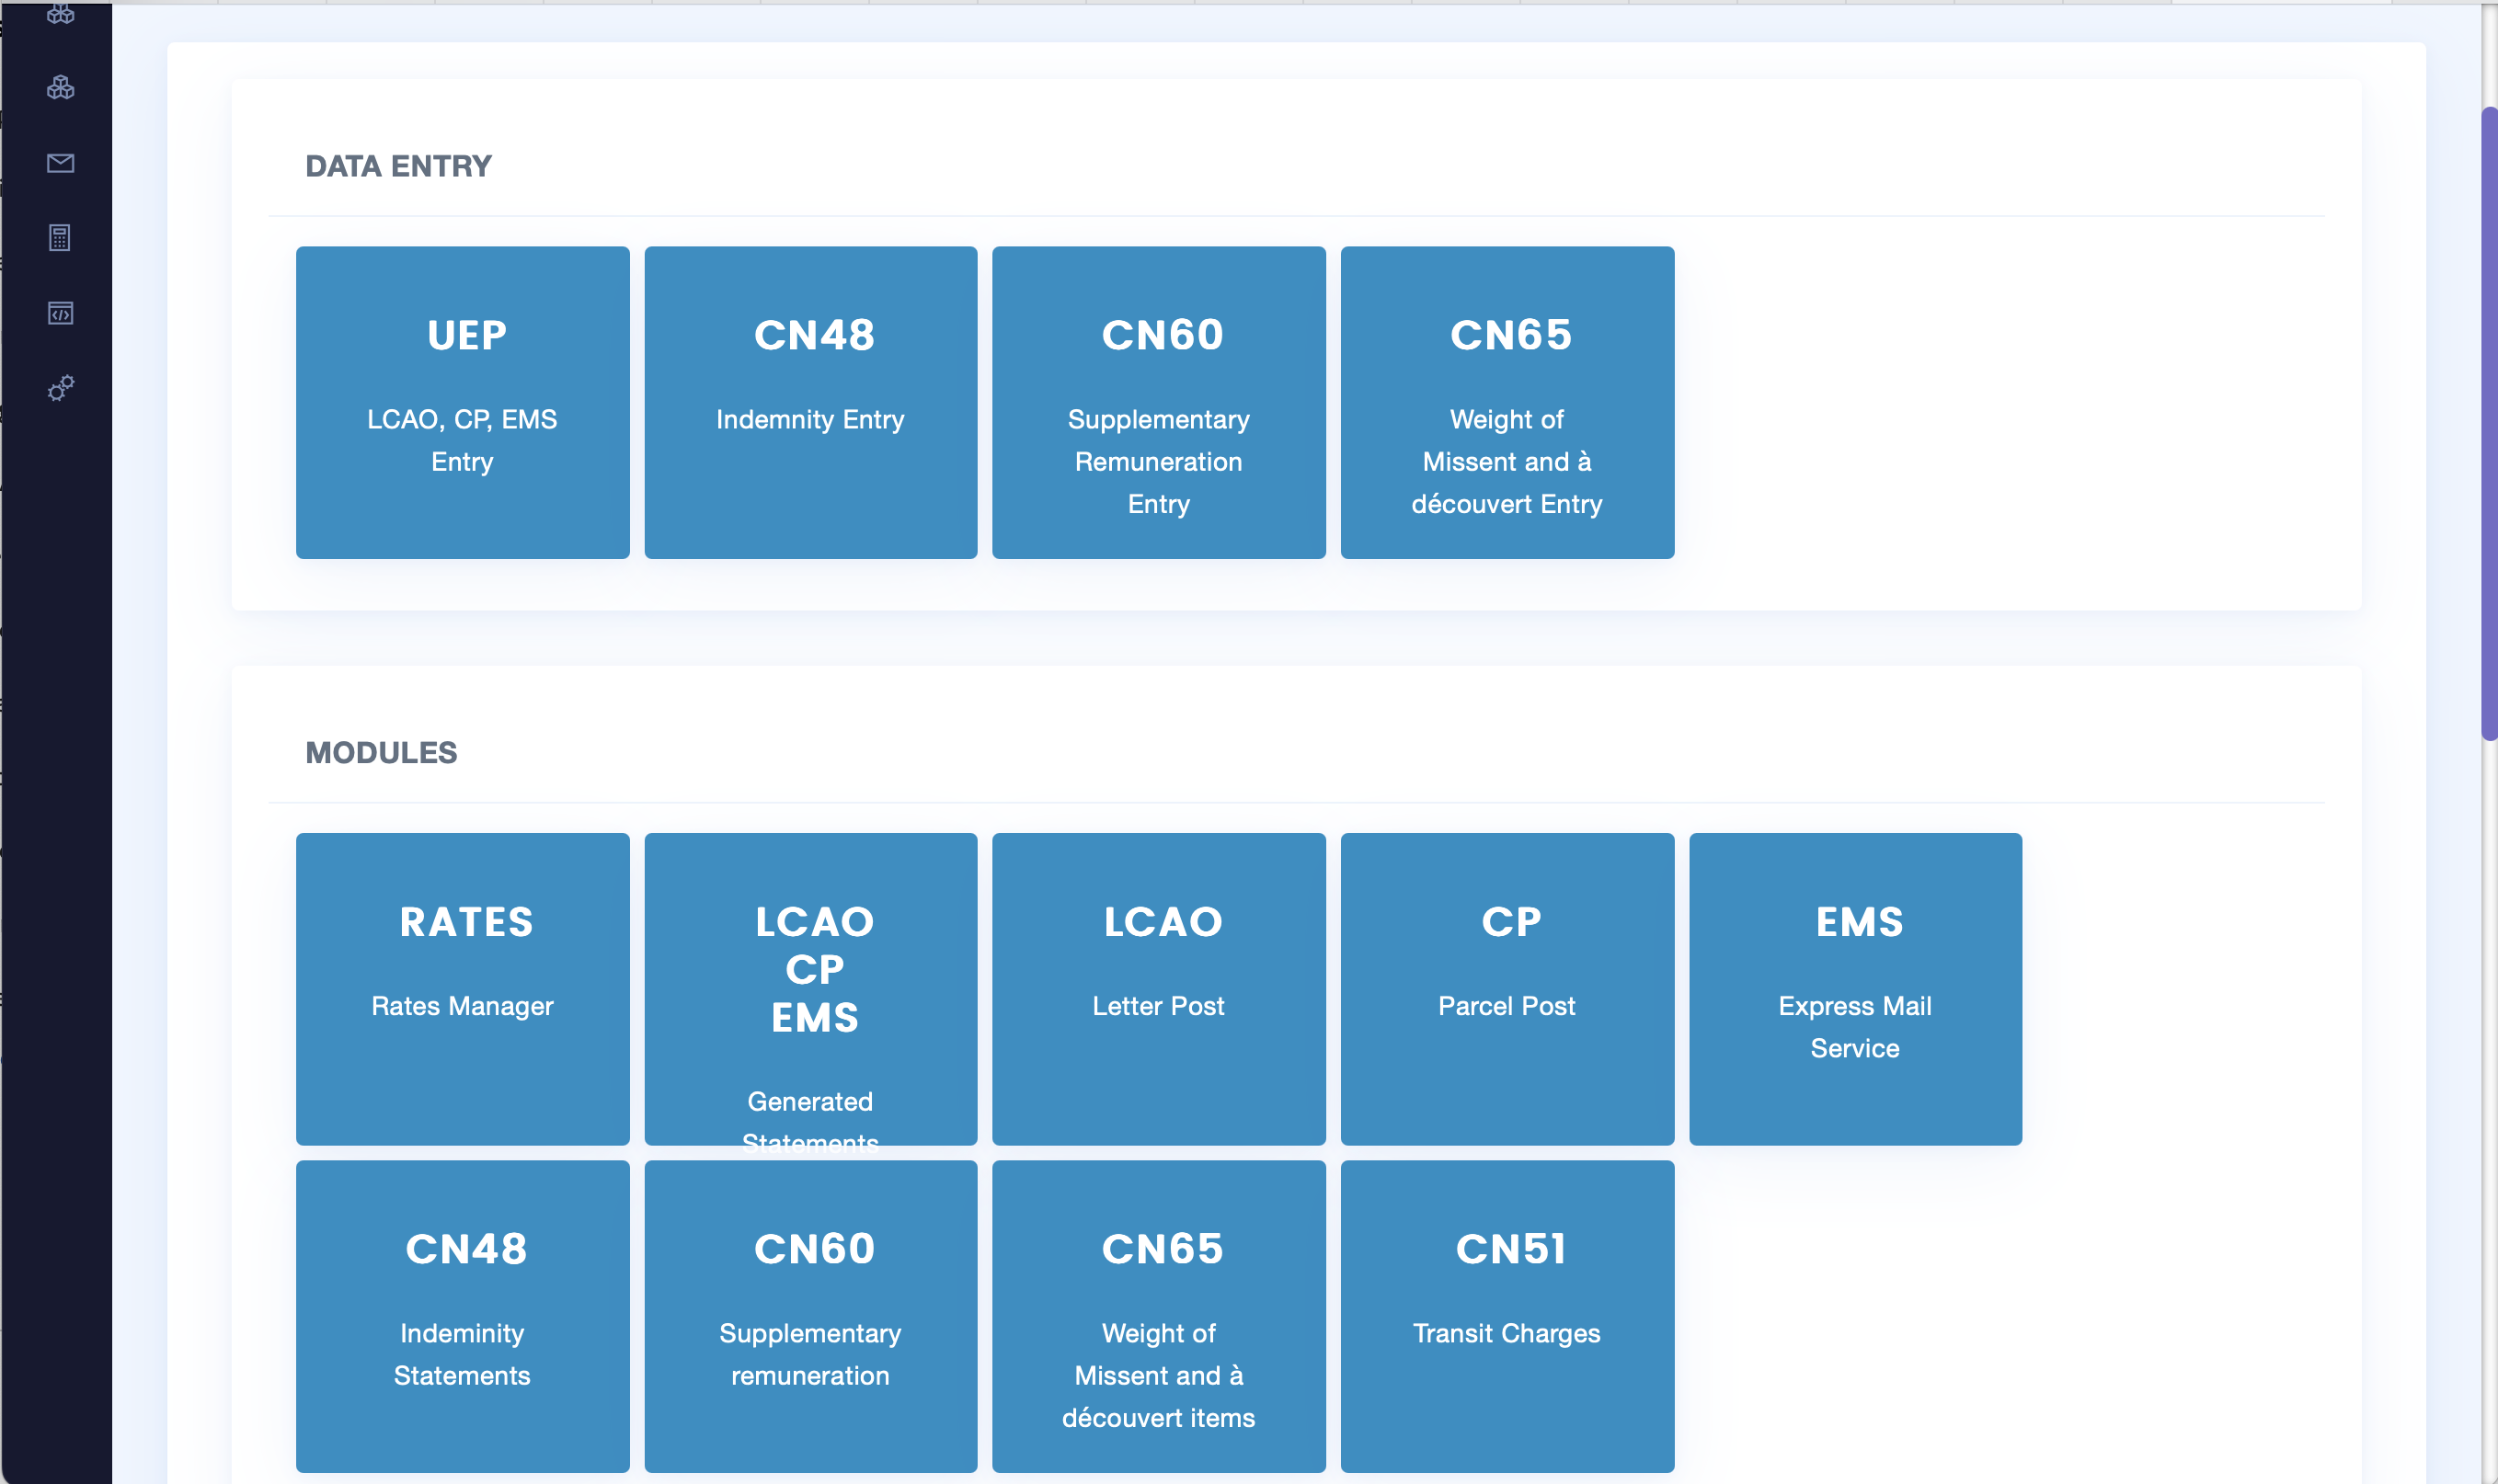 DATA ENTRY
UEP
LCAO, CP, EMS
Entry
CN48
Indemnity Entry
CN60
Supplementary
Remuneration
Entry
CN65
Weight of
Missent and à
découvert Entry
MODULES
RATES
Rates Manager
LCAO
CP
EMS
Generated
Statements
LCAO
Letter Post
CP
Parcel Post
EMS
Express Mail
Service
CN48
Indeminity
Statements
CN60
Supplementary
remuneration
CN65
Weight of
Missent and à
découvert items
CN51
Transit Charges